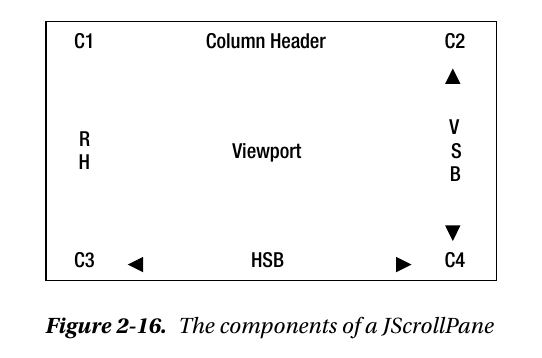 C1 Column Header C2
▲
R V
H Viewport S
B
▼
C3 ◄ HSB ► C4
Figure 2-16. The components of a JScrollPane